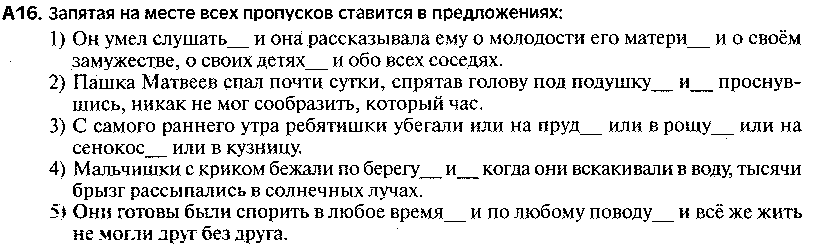 А16. Запятая на месте всех пропусков ставится в предложениях:
1) Он умел слушать__ и она рассказывала ему о молодости его матери__ и о своём
замужестве, о своих детях__ и обо всех соседях.
2) Пашка Матвеев спал почти сутки, спрятав голову под подушку__ и__ проснув-
шись, никак не мог сообразить, который час.
3) С самого раннего утра ребятишки убегали или на пруд__ или в рощу__ или на
сенокос__ или в кузницу.
4) Мальчишки с криком бежали по берегу__ и__ когда они вскакивали в воду, тысячи
брызг рассыпались в солнечных лучах.
5) Они готовы были спорить в любое время__ и по любому поводу__ и всё же жить
не могли друг без друга.